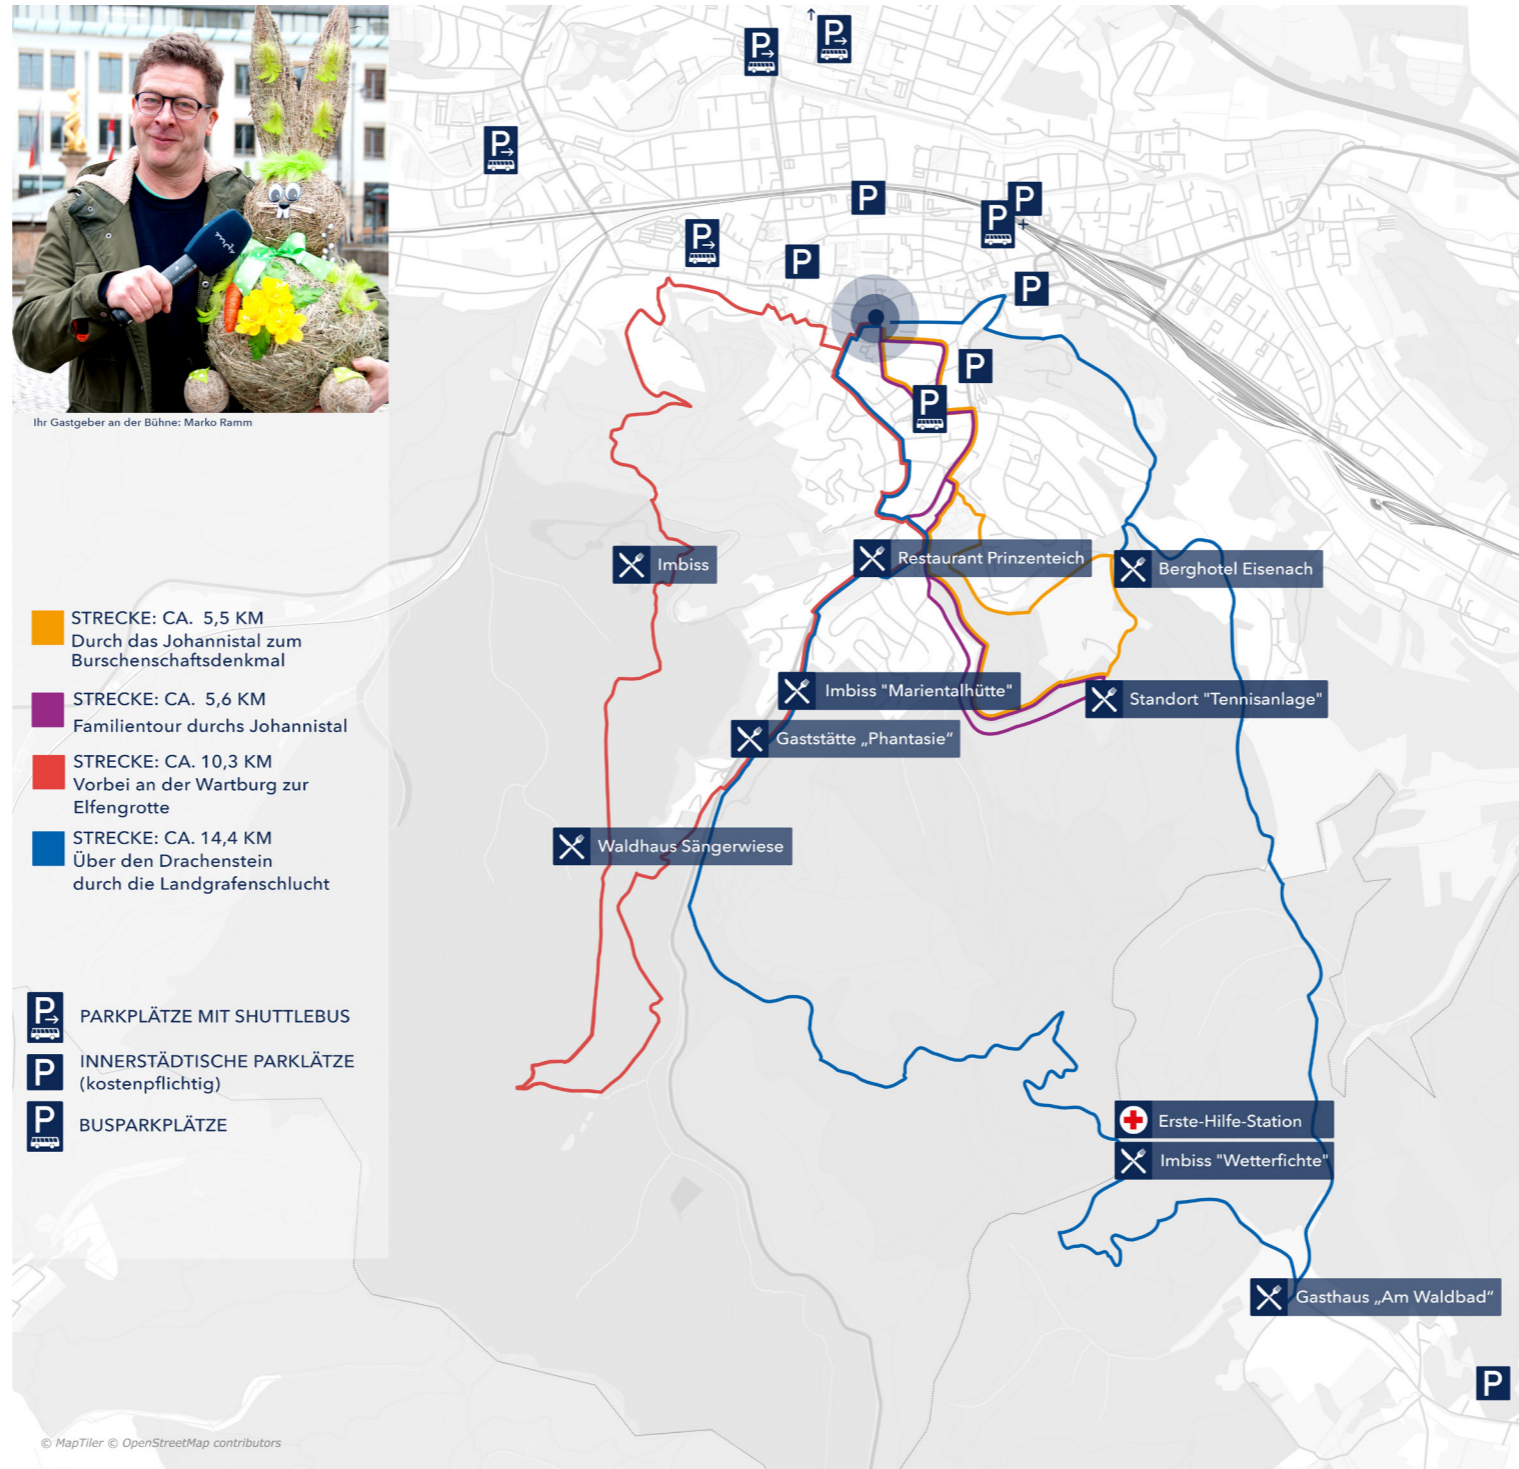 mdr
Ihr Gastgeber an der Bühne: Marko Ramm
STRECKE: CA. 5,5 KM
Durch das Johannistal zum
Burschenschaftsdenkmal
STRECKE: CA. 5,6 KM
Familientour durchs Johannistal
STRECKE: CA. 10,3 KM
Vorbei an der Wartburg zur
Elfengrotte
STRECKE: CA. 14,4 KM
Über den Drachenstein
durch die Landgrafenschlucht
P
PARKPLÄTZE MIT SHUTTLEBUS
P
INNERSTÄDTISCHE PARKLÄTZE
(kostenpflichtig)
P
BUSPARKPLÄTZE
© MapTiler © OpenStreetMap contributors
P
P
P
P
P
P
+
P
P
P
P
P
Imbiss
Restaurant Prinzenteich
Berghotel Eisenach
Imbiss "Marientalhütte"
Standort "Tennisanlage"
Gaststätte „Phantasie“
Waldhaus Sängerwiese
Erste-Hilfe-Station
Imbiss "Wetterfichte"
Gasthaus „Am Waldbad“
P